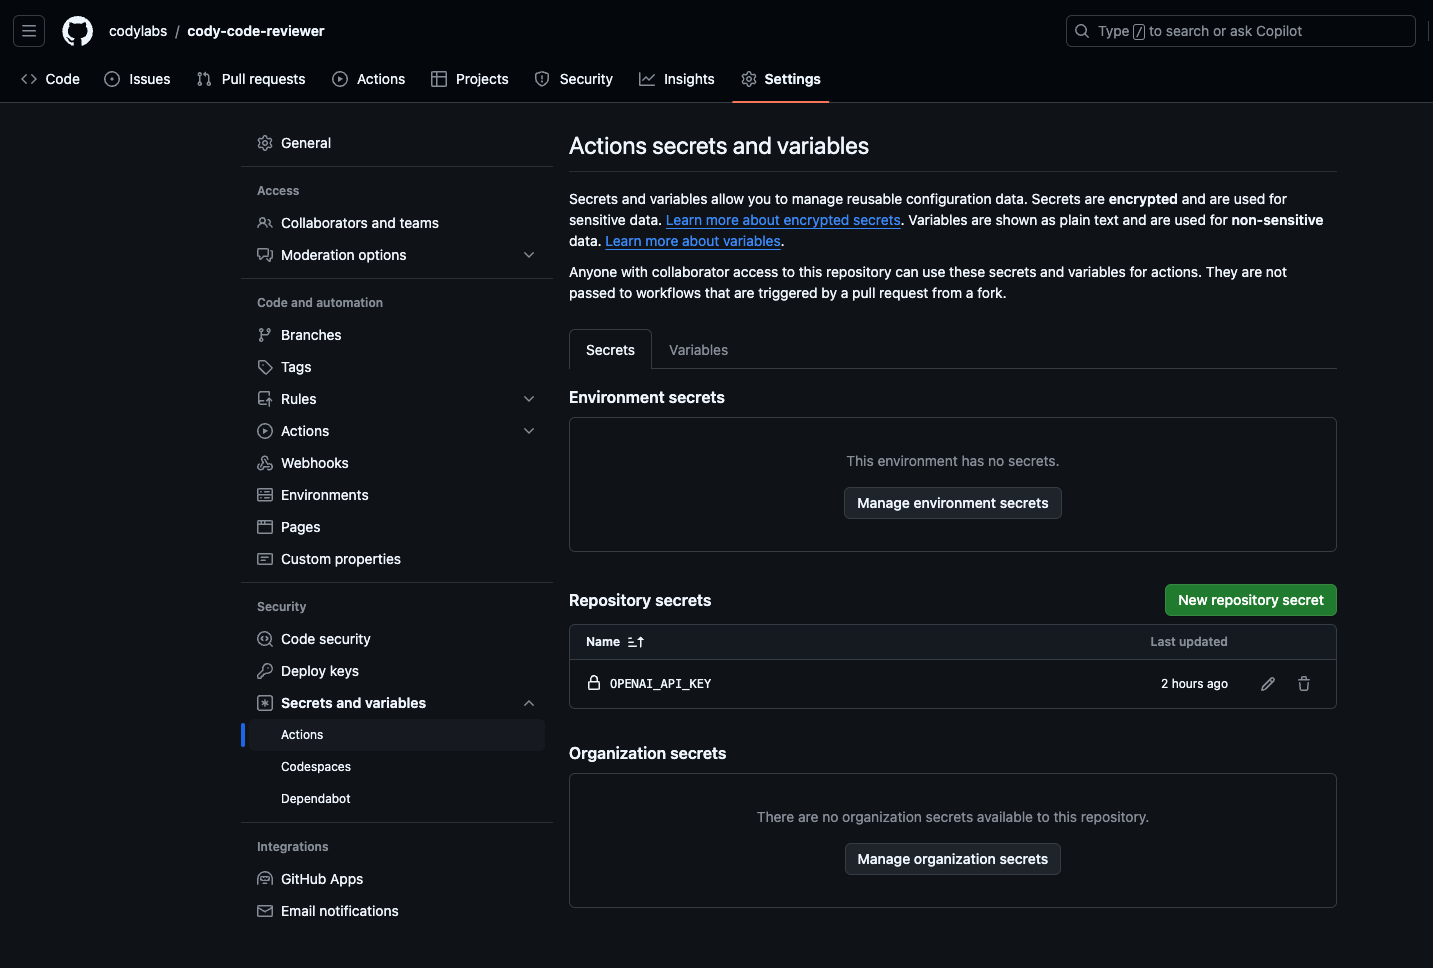 codylabs / cody-code-reviewer
Type / to search or ask Copilot
Code Issues Pull requests Actions Projects Security Insights Settings
General
Access
Collaborators and teams
Moderation options
Code and automation
Branches
Tags
Rules
Actions
Webhooks
Environments
Pages
Custom properties
Security
Code security
Deploy keys
Secrets and variables
Actions
Codespaces
Dependabot
Integrations
GitHub Apps
Email notifications
Actions secrets and variables
Secrets and variables allow you to manage reusable configuration data. Secrets are encrypted and are used for
sensitive data. Learn more about encrypted secrets. Variables are shown as plain text and are used for non-sensitive
data. Learn more about variables.
Anyone with collaborator access to this repository can use these secrets and variables for actions. They are not
passed to workflows that are triggered by a pull request from a fork.
Secrets Variables
Environment secrets
This environment has no secrets.
Manage environment secrets
Repository secrets
New repository secret
Name Last updated
OPENAI_API_KEY 2 hours ago
Organization secrets
There are no organization secrets available to this repository.
Manage organization secrets